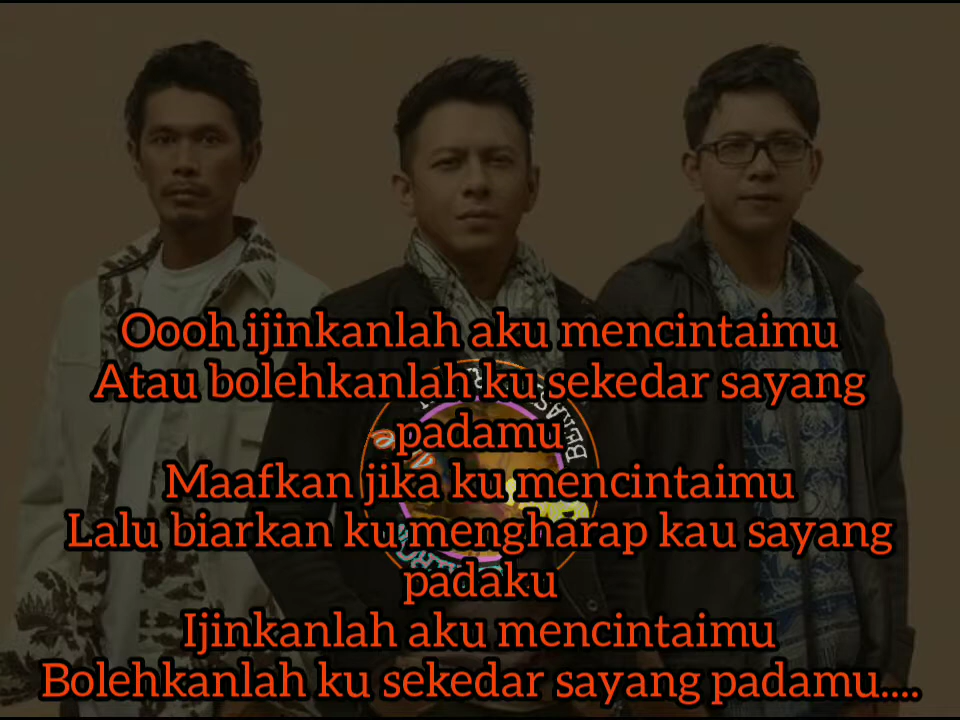 Oooh ijinkanlah aku mencintaimu
Atau bolehkanlah ku sekedar sayang
padamu
Maafkan jika ku mencintaimu
Lalu biarkan ku mengharap kau sayang
padaku
Ijinkanlah aku mencintaimu
Bolehkanlah ku sekedar sayang padamu....